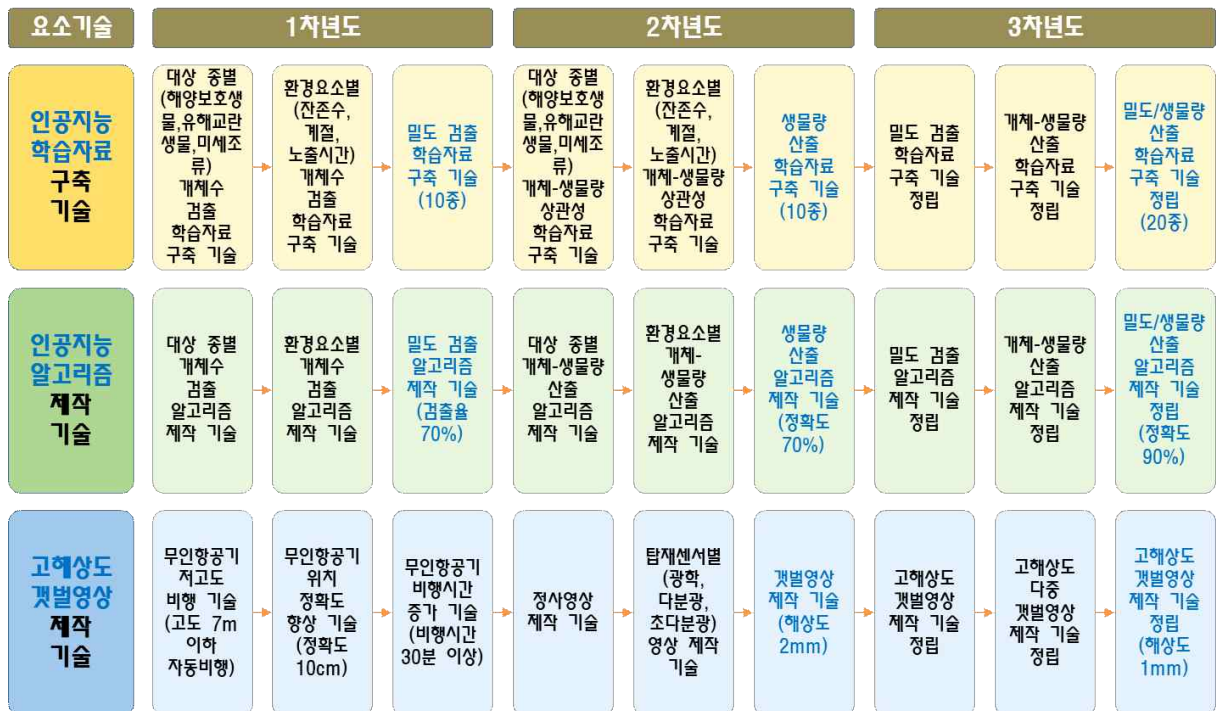 요소기술
1차년도
2차년도
3차년도
인공지능
학습자료
구축
기술
대상 종별
(해양보호생
물,유해교란
생물,미세조
류)
개체수
검출
학습자료
구축 기술
환경요소별
(잔존수,
계절,
노출시간)
개체수
검출
학습자료
구축 기술
밀도 검출
학습자료
구축 기술
(10종)
대상 종별
(해양보호생
물,유해교란
생물,미세조
류)
개체-생물량
상관성
학습자료
구축 기술
환경요소별
(잔존수,
계절,
노출시간)
개체-생물량
상관성
학습자료
구축 기술
생물량
산출
학습자료
구축 기술
(10종)
밀도 검출
학습자료
구축 기술
정립
개체-생물량
산출
학습자료
구축 기술
정립
밀도/생물량
산출
학습자료
구축 기술
정립
(20종)
인공지능
알고리즘
제작
기술
대상 종별
개체수
검출
알고리즘
제작 기술
환경요소별
개체수
검출
알고리즘
제작 기술
밀도 검출
알고리즘
제작 기술
(검출율
70%)
대상 종별
개체-생물량
산출
알고리즘
제작 기술
환경요소별
개체-
생물량
산출
알고리즘
제작 기술
생물량
산출
알고리즘
제작 기술
(정확도
70%)
밀도 검출
알고리즘
제작 기술
정립
개체-생물량
산출
알고리즘
제작 기술
정립
밀도/생물량
산출
알고리즘
제작 기술
정립
(정확도
90%)
고해상도
갯벌영상
제작
기술
무인항공기
저고도
비행 기술
(고도 7m
이하
자동비행)
무인항공기
위치
정확도
향상 기술
(정확도
10cm)
무인항공기
비행시간
증가 기술
(비행시간
30분 이상)
정사영상
제작 기술
탑재센서별
(광학,
다분광,
초다분광)
영상 제작
기술
갯벌영상
제작 기술
(해상도
2mm)
고해상도
갯벌영상
제작 기술
정립
고해상도
다중
갯벌영상
제작 기술
정립
고해상도
갯벌영상
제작 기술
정립
(해상도
1mm)